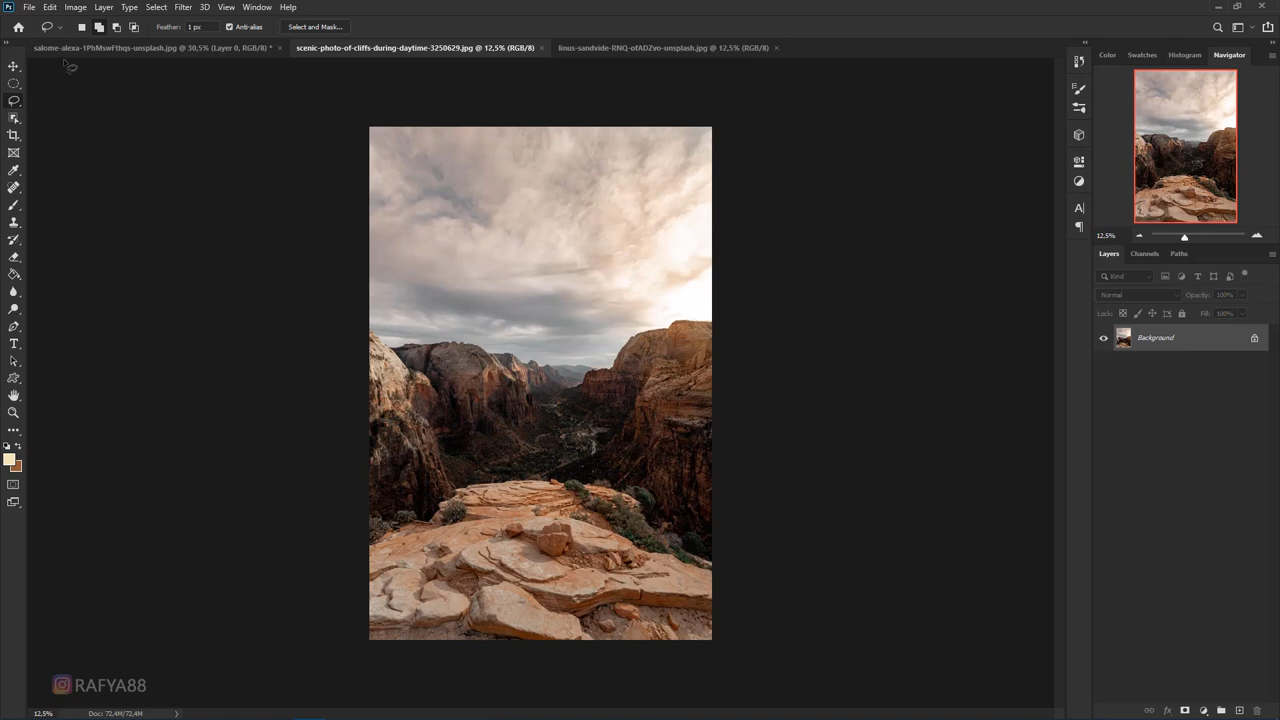 Ps File Edit Image Layer Type Select Filter 3D View Window Help
Feather: 1 px Anti-alias Select and Mask...
salome-alexa-1PhMswFthqs-unsplash.jpg @ 30,5% (Layer 0, RGB/8) * × scenic-photo-of-cliffs-during-daytime-3250629.jpg @ 12,5% (RGB/8) × linus-sandvide-RNQ-ofADZvo-unsplash.jpg @ 12,5% (RGB/8) ×
Color Swatches Histogram Navigator
12,5%
Layers Channels Paths
Kind
Normal Opacity: 100%
Lock: Fill: 100%
Background
RAFYA88
12,5% Doc: 72,4M/72,4M